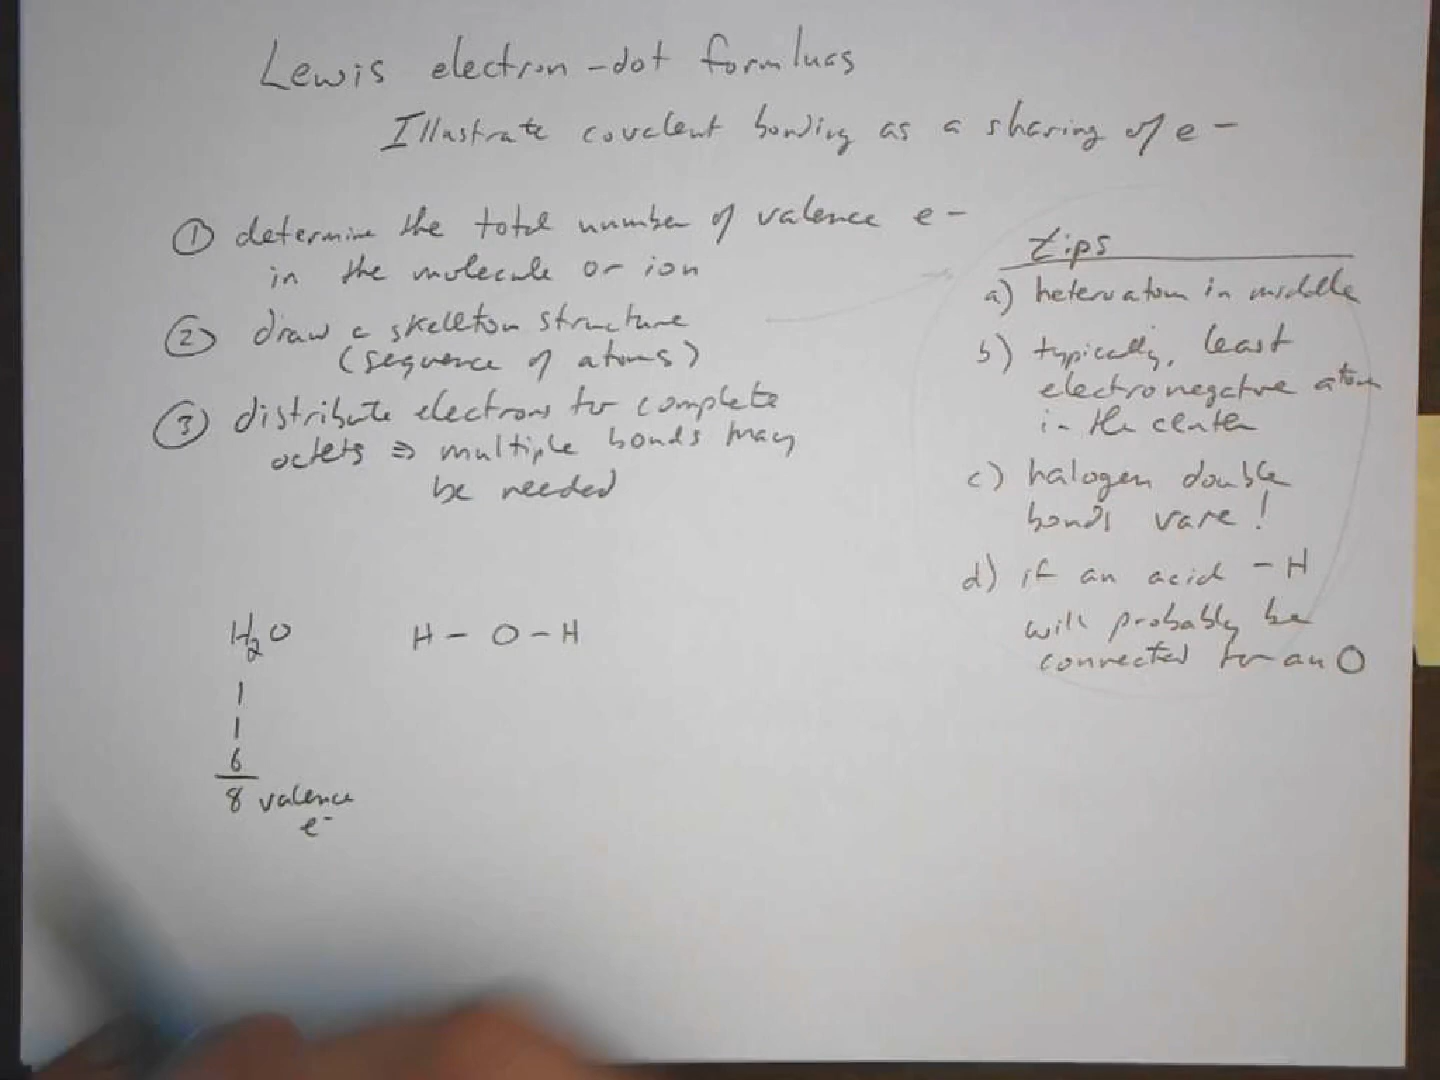 Lewis electron-dot formluas
Illustrate covalent bonding as a sharing of e-
① determine the total number of valence e-
in the molecule or ion
② draw a skeleton structure
(sequence of atoms)
③ distribute electrons for complete
octets ⇒ multiple bonds may
be needed
tips
a) heteroatom in middle
b) typically, least
electronegative atom
in the center
c) halogen double
bonds rare!
d) if an acid -H
will probably be
connected to an O
H₂O H - O - H
1
1
6
8 valence
e⁻